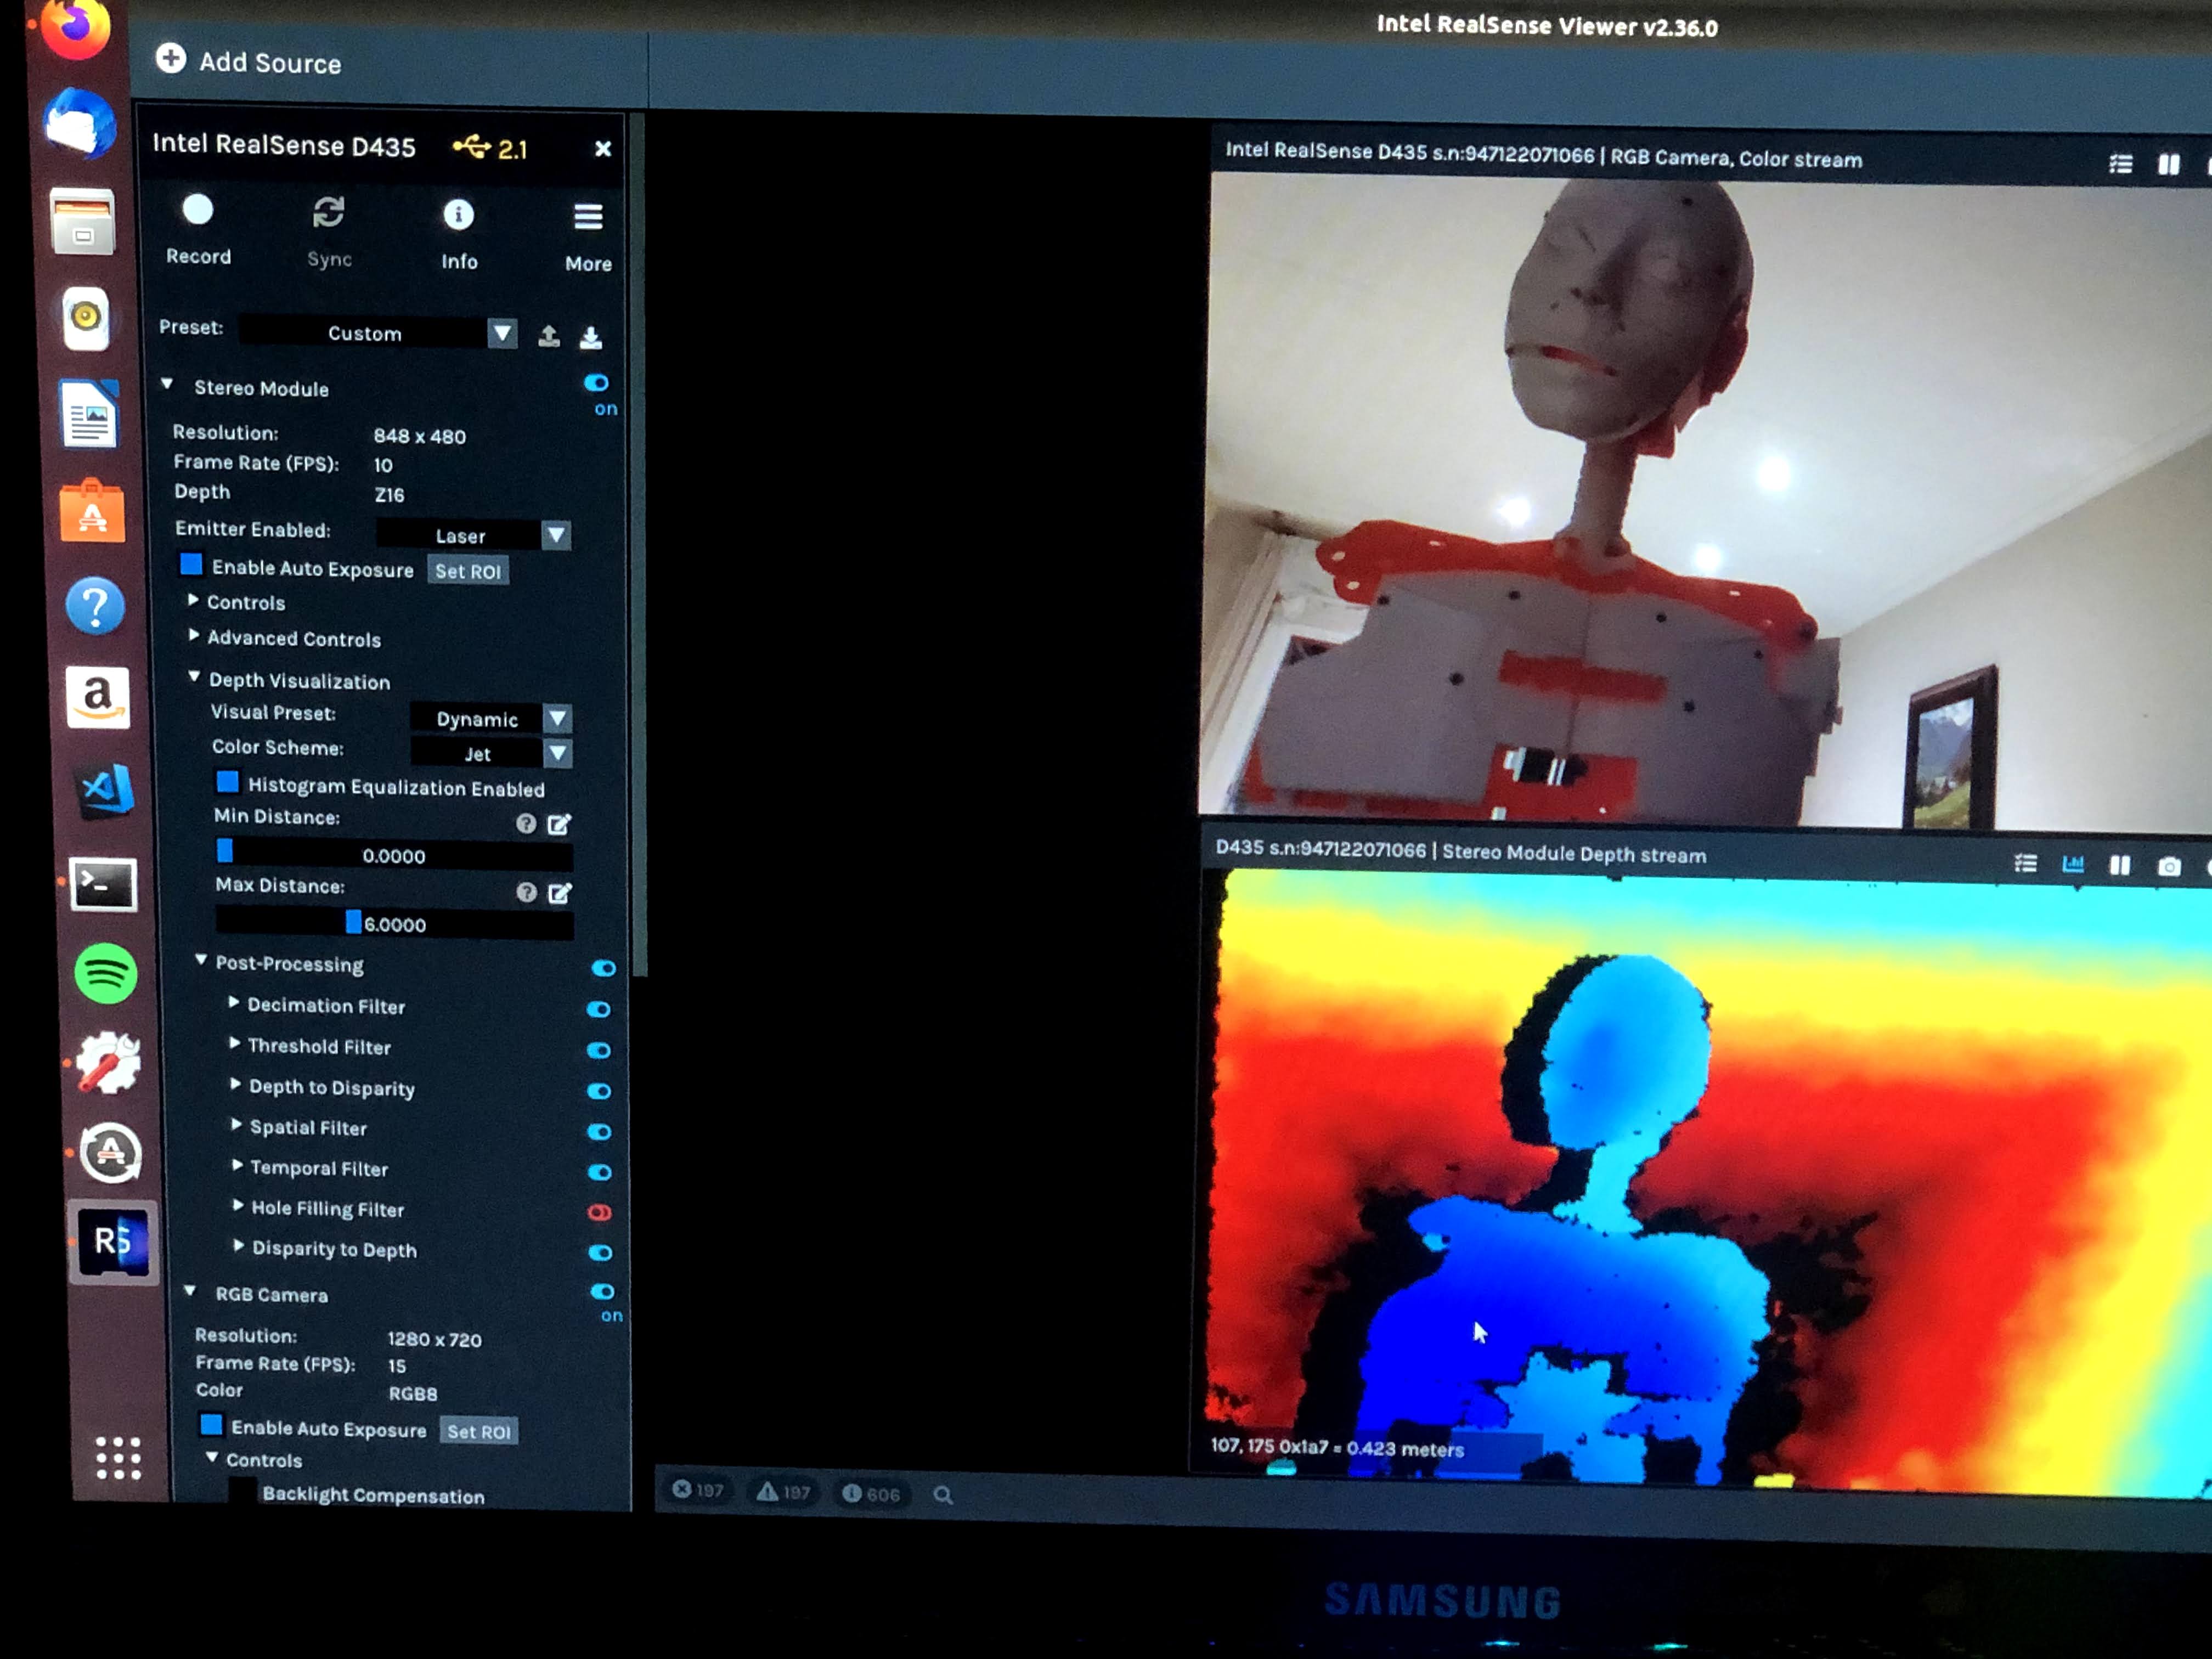 Intel RealSense Viewer v2.36.0
Add Source
Intel RealSense D435 2.1
Record Sync Info More
Preset: Custom
Stereo Module
on
Resolution: 848 x 480
Frame Rate (FPS): 10
Depth Z16
Emitter Enabled: Laser
Enable Auto Exposure Set ROI
Controls
Advanced Controls
Depth Visualization
Visual Preset: Dynamic
Color Scheme: Jet
Histogram Equalization Enabled
Min Distance:
0.0000
Max Distance:
6.0000
Post-Processing
Decimation Filter
Threshold Filter
Depth to Disparity
Spatial Filter
Temporal Filter
Hole Filling Filter
Disparity to Depth
RGB Camera
on
Resolution: 1280 x 720
Frame Rate (FPS): 15
Color RGB8
Enable Auto Exposure Set ROI
Controls
Backlight Compensation
Intel RealSense D435 s.n:947122071066 | RGB Camera, Color stream
D435 s.n:947122071066 | Stereo Module Depth stream
107, 175 0x1a7 = 0.423 meters
197 197 606
a
RS
SAMSUNG